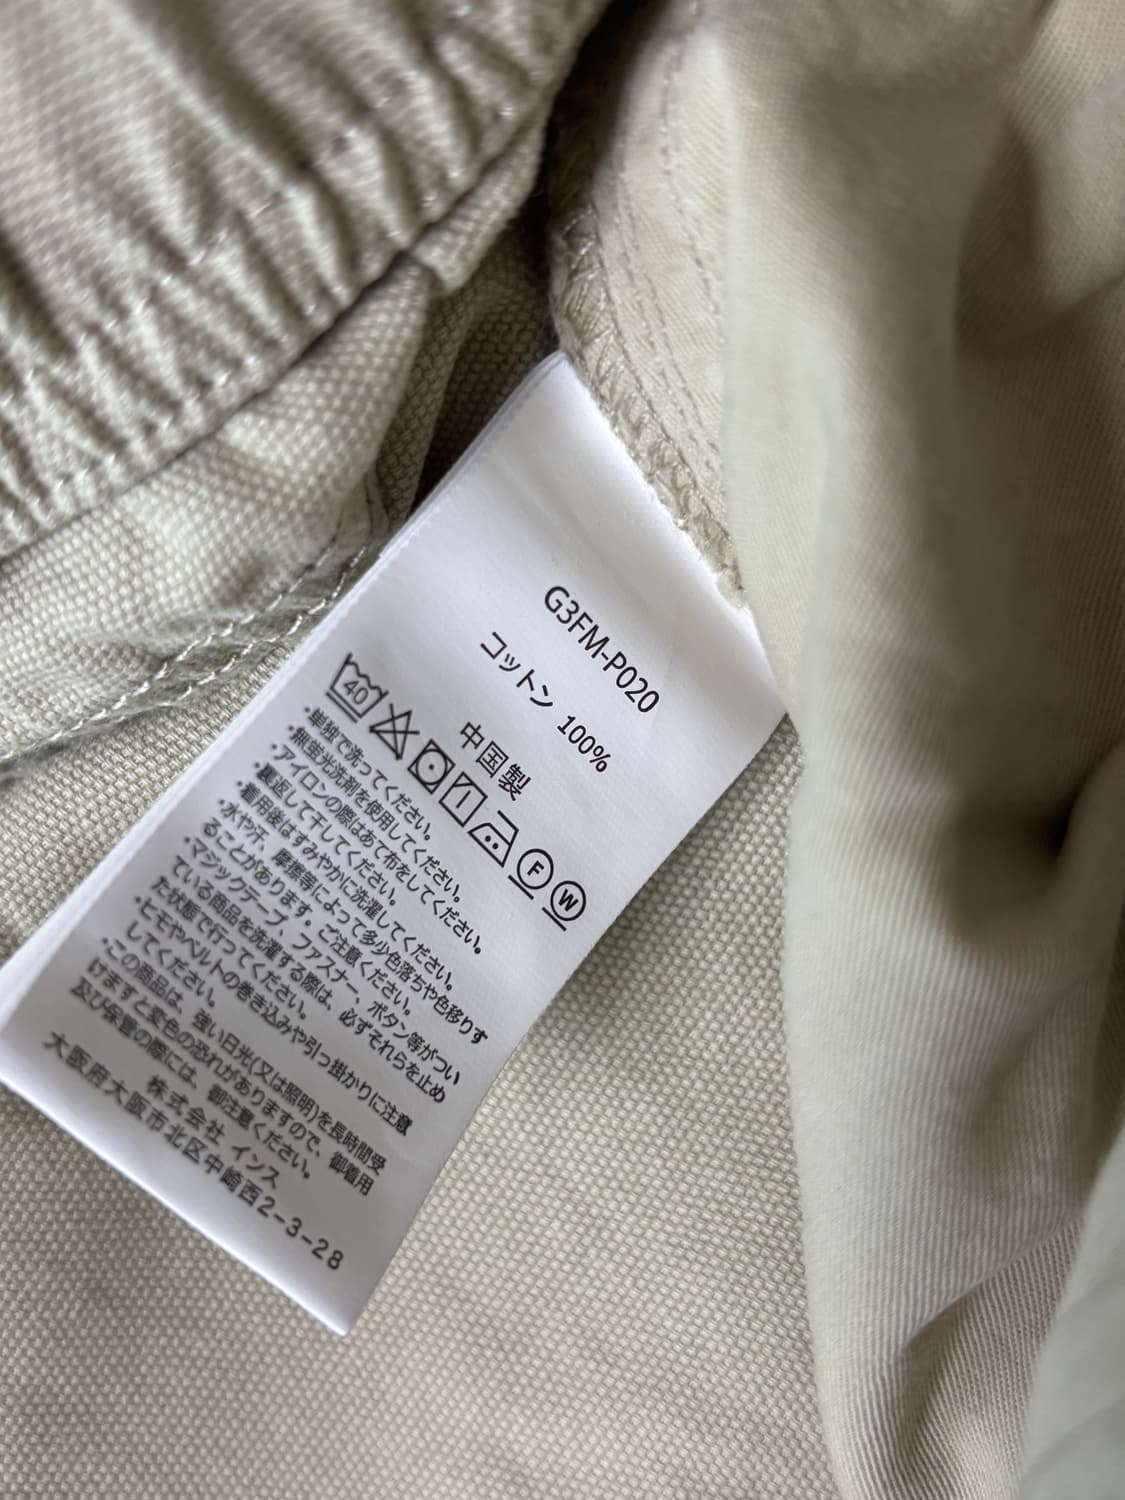 G3FM-P020
コットン 100%
中国製
40
F W
・単独で洗ってください。
・無蛍光洗剤を使用してください。
・アイロンの際はあて布をしてください。
・裏返して干してください。
・着用後はすみやかに洗濯してください。
・水や汗、摩擦等によって多少色落ちや色移りす
ることがあります。ご注意ください。
・マジックテープ、ファスナー、ボタン等がつい
ている商品を洗濯する際は、必ずそれらを止め
た状態で行ってください。
・ヒモやベルトの巻き込みや引っ掛かりに注意
してください。
・この商品は、強い日光(又は照明)を長時間受
けますと変色の恐れがありますので、御着用
及び保管の際には、御注意ください。
株式会社 インス
大阪府大阪市北区中崎西2-3-28